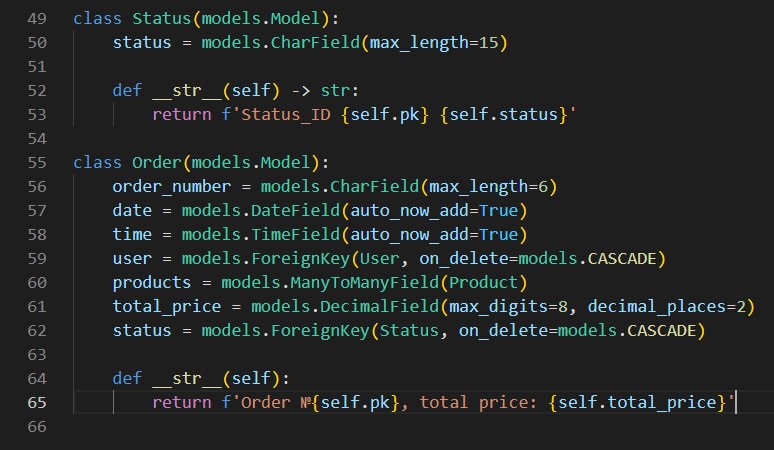 49 class Status(models.Model):
50     status = models.CharField(max_length=15)
51
52     def __str__(self) -> str:
53         return f'Status_ID {self.pk} {self.status}'
54
55 class Order(models.Model):
56     order_number = models.CharField(max_length=6)
57     date = models.DateField(auto_now_add=True)
58     time = models.TimeField(auto_now_add=True)
59     user = models.ForeignKey(User, on_delete=models.CASCADE)
60     products = models.ManyToManyField(Product)
61     total_price = models.DecimalField(max_digits=8, decimal_places=2)
62     status = models.ForeignKey(Status, on_delete=models.CASCADE)
63
64     def __str__(self):
65         return f'Order №{self.pk}, total price: {self.total_price}'
66